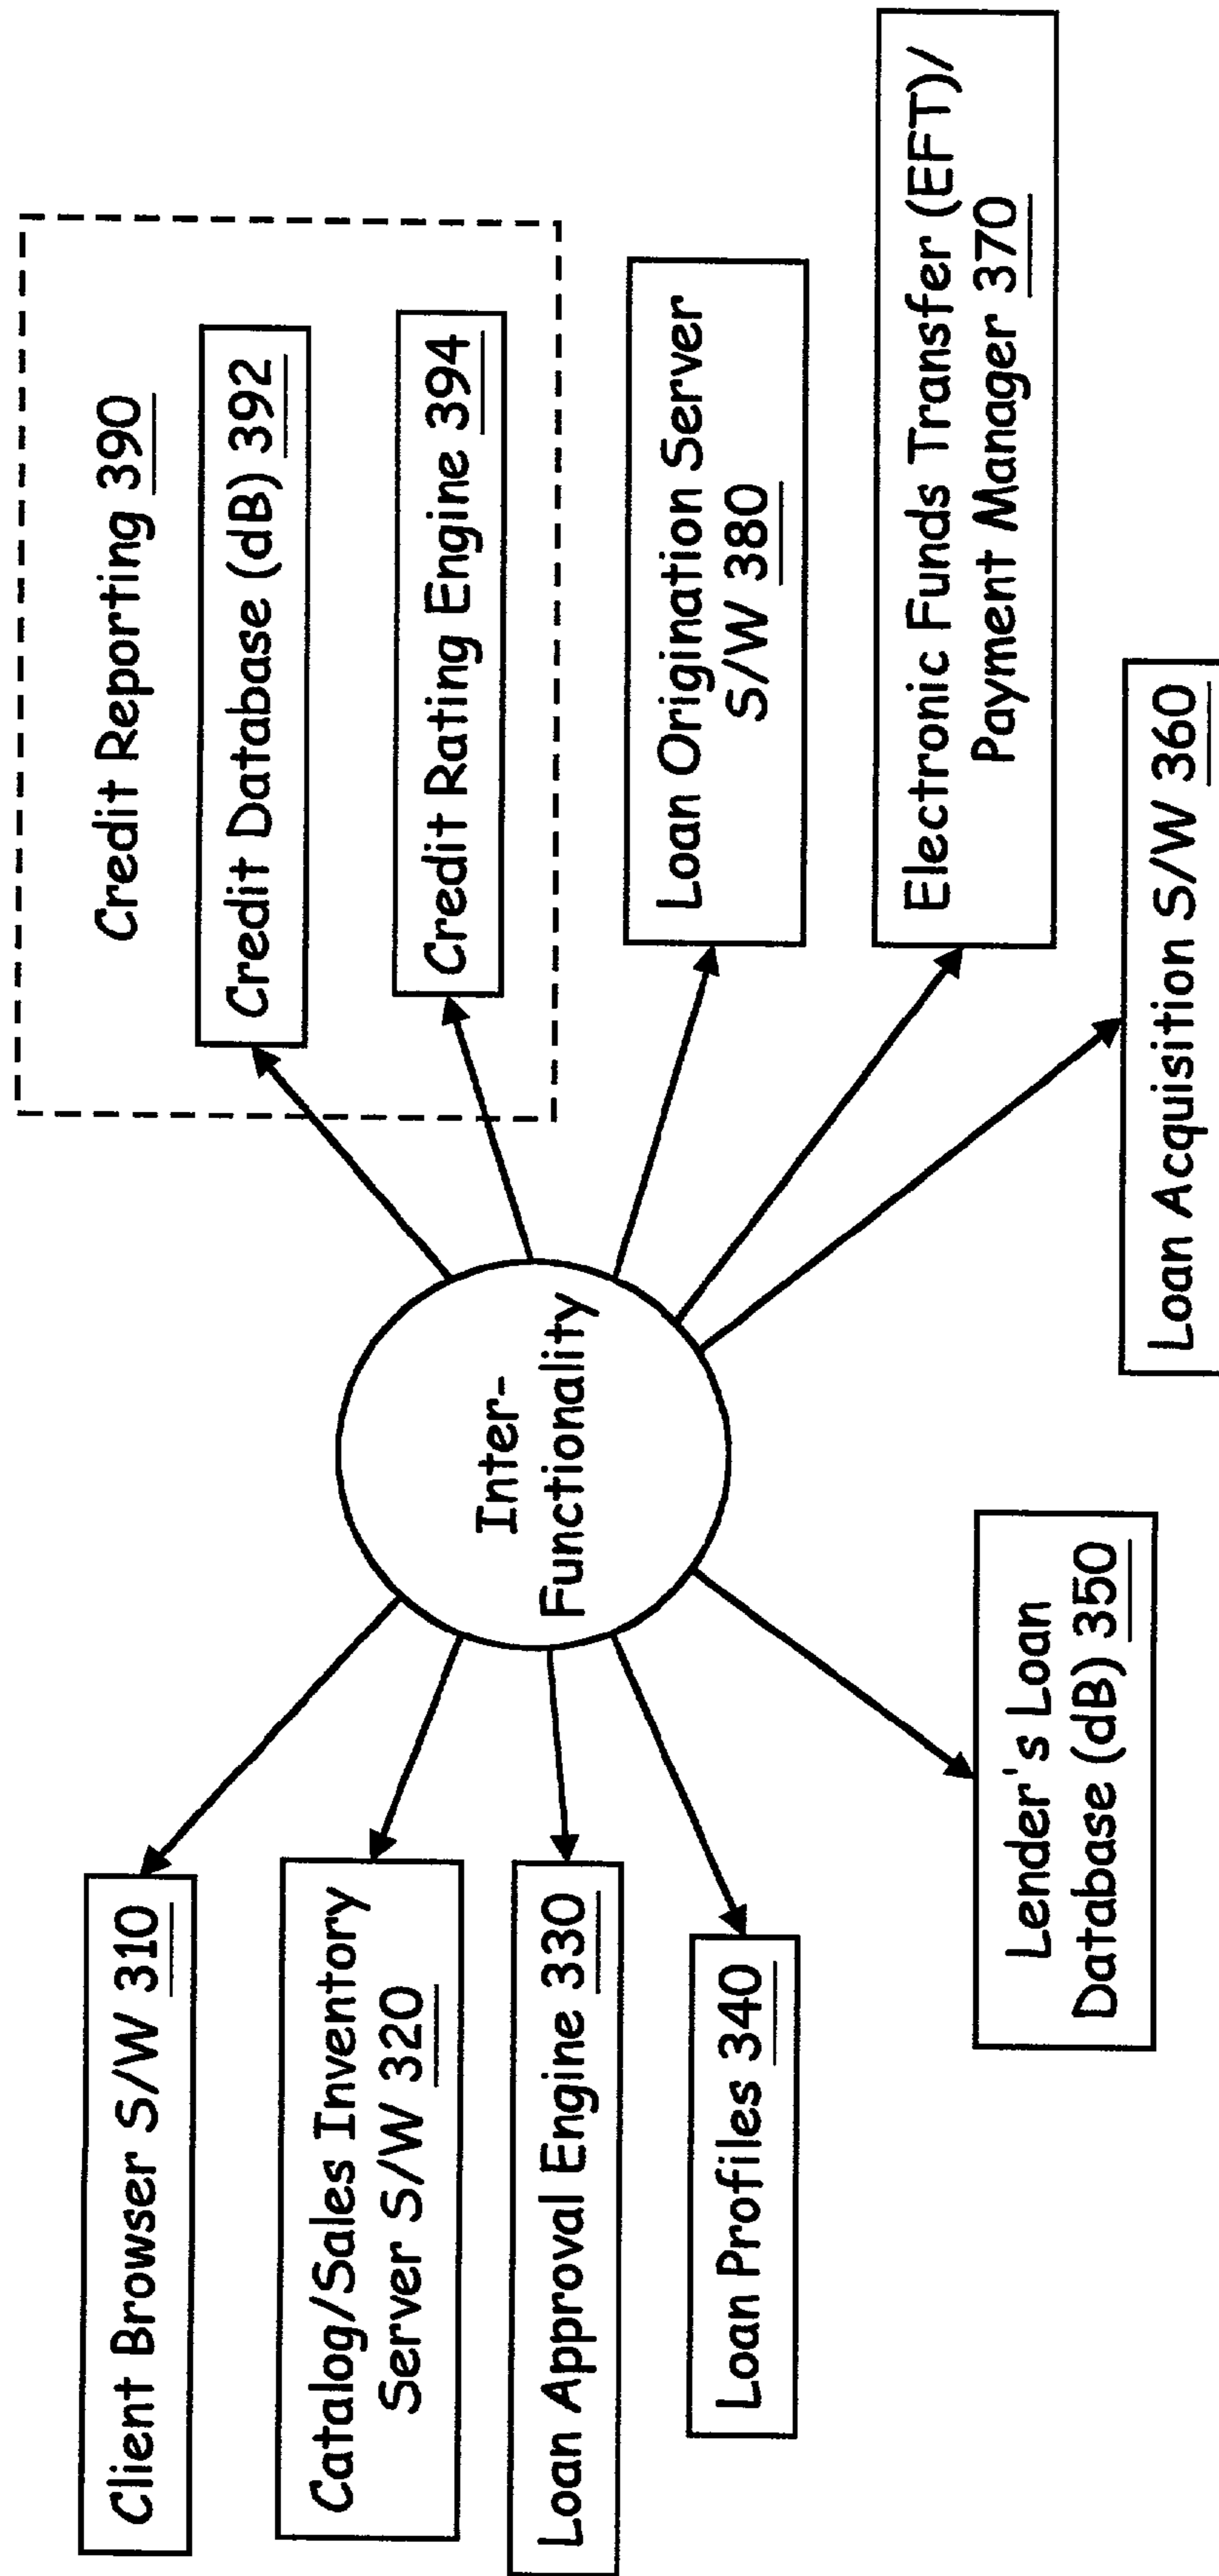 Client Browser S/W 310
Catalog/Sales Inventory
Server S/W 320
Loan Approval Engine 330
Loan Profiles 340
Lender's Loan
Database (dB) 350
Inter-
Functionality
Credit Reporting 390
Credit Database (dB) 392
Credit Rating Engine 394
Loan Origination Server
S/W 380
Electronic Funds Transfer (EFT)/
Payment Manager 370
Loan Acquisition S/W 360